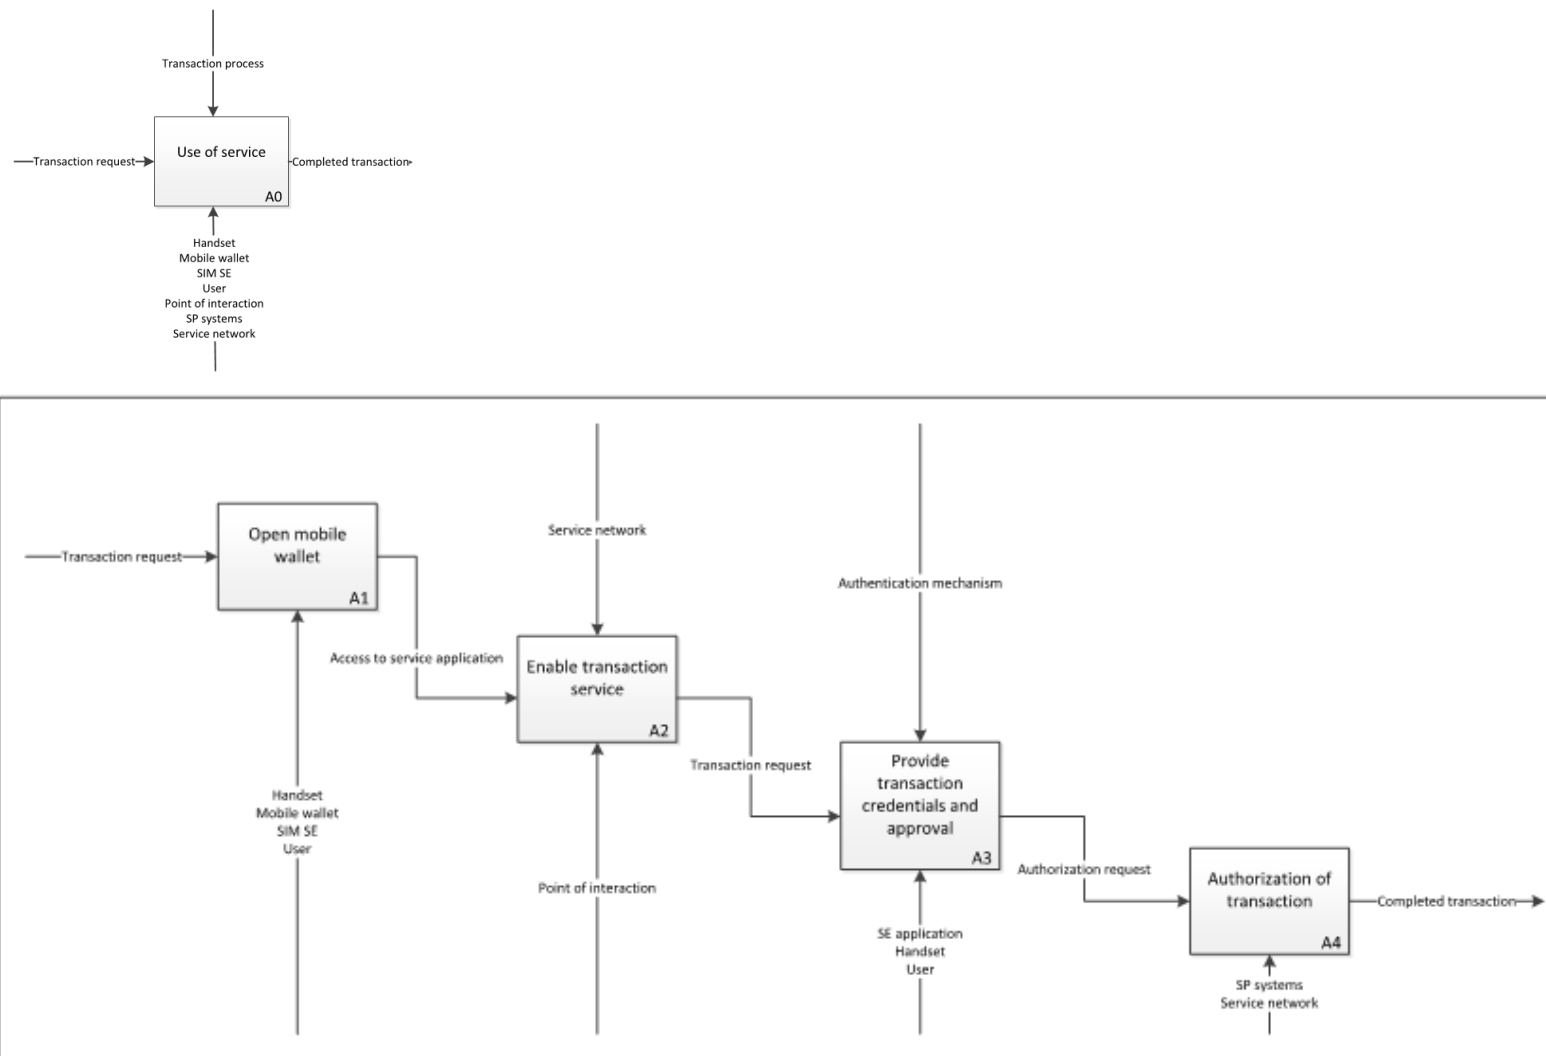 Transaction process
Transaction request
Use of service
A0
Completed transaction
Handset
Mobile wallet
SIM SE
User
Point of interaction
SP systems
Service network
Transaction request
Open mobile
wallet
A1
Service network
Authentication mechanism
Access to service application
Enable transaction
service
A2
Handset
Mobile wallet
SIM SE
User
Transaction request
Provide
transaction
credentials and
approval
A3
Point of interaction
Authorization request
SE application
Handset
User
Authorization of
transaction
A4
Completed transaction
SP systems
Service network